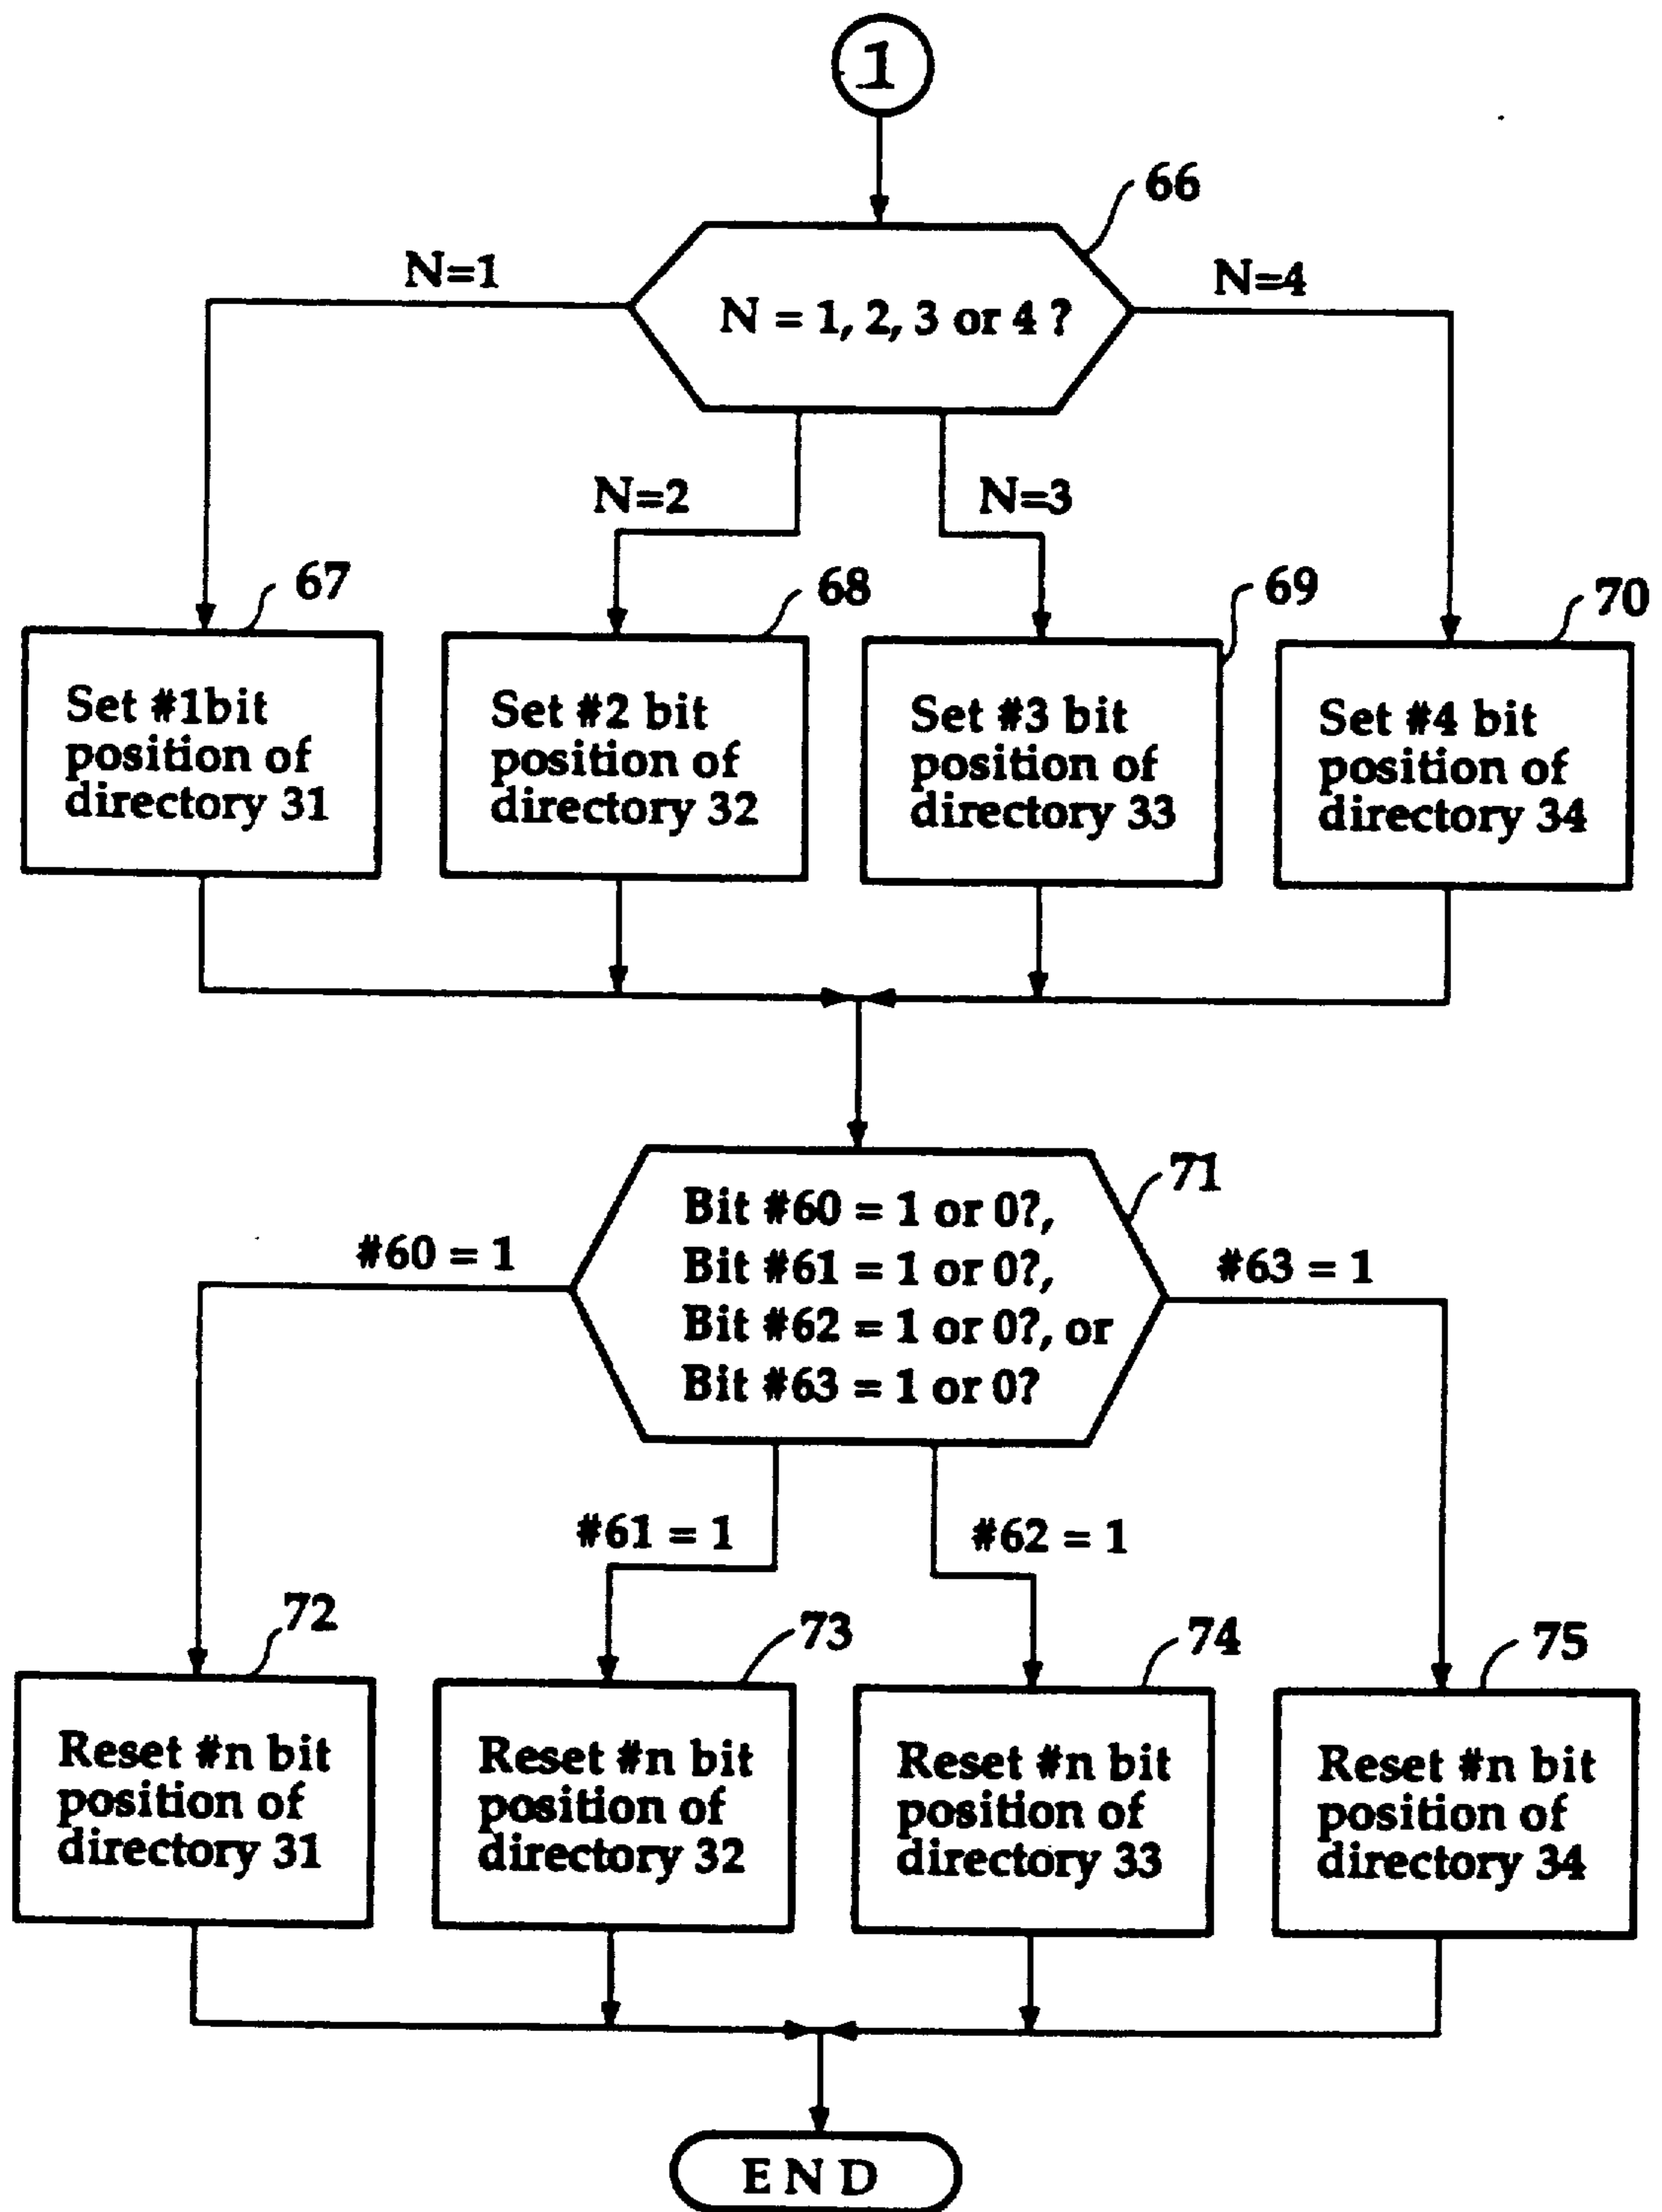 1
66
N=1
N=4
N = 1, 2, 3 or 4 ?
N=2
N=3
67
68
69
70
Set #1bit
position of
directory 31
Set #2 bit
position of
directory 32
Set #3 bit
position of
directory 33
Set #4 bit
position of
directory 34
71
Bit #60 = 1 or 0?,
Bit #61 = 1 or 0?,
Bit #62 = 1 or 0?, or
Bit #63 = 1 or 0?
#60 = 1
#63 = 1
#61 = 1
#62 = 1
72
73
74
75
Reset #n bit
position of
directory 31
Reset #n bit
position of
directory 32
Reset #n bit
position of
directory 33
Reset #n bit
position of
directory 34
END